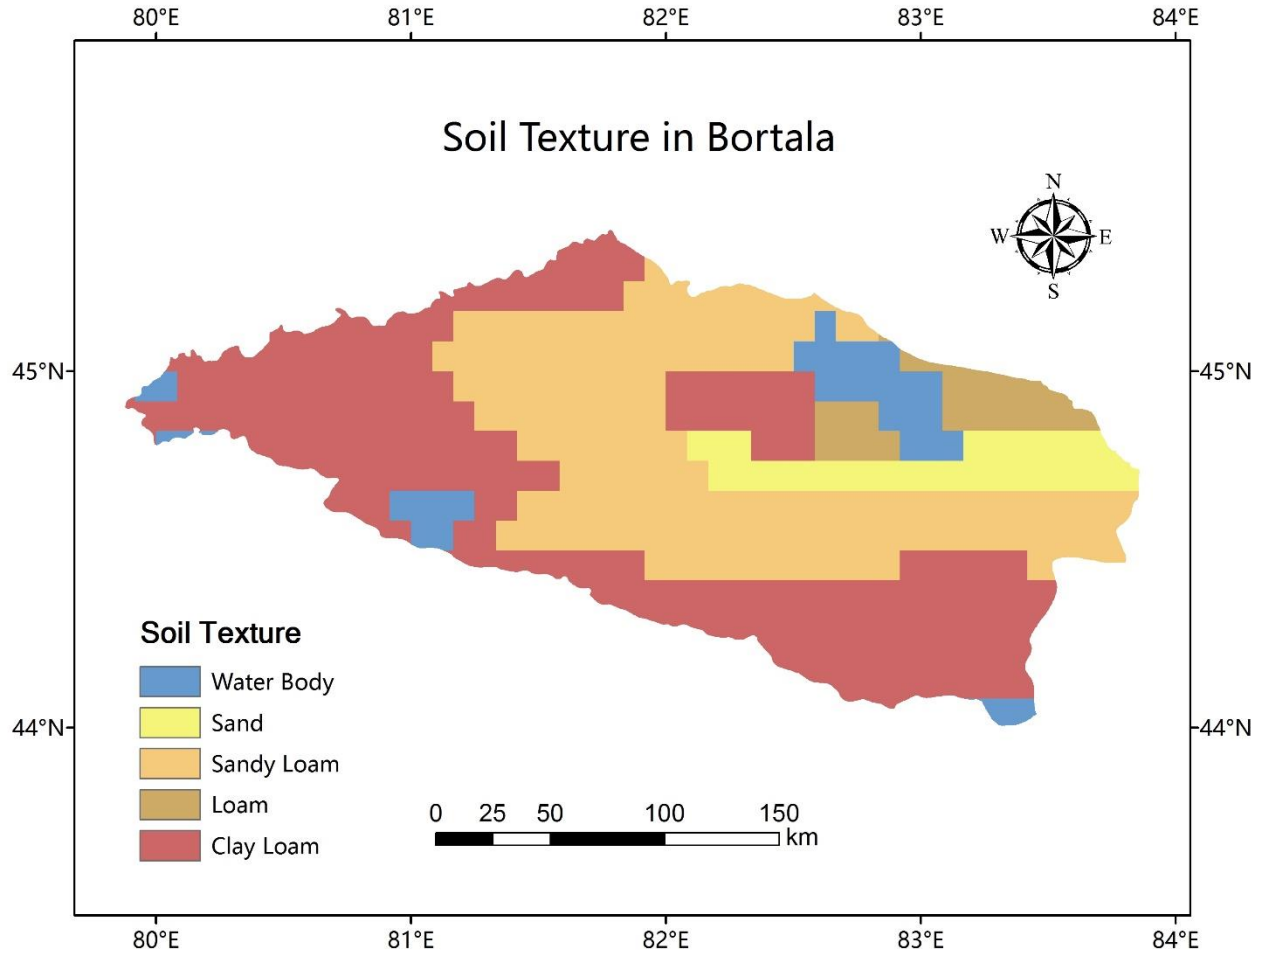 80°E 81°E 82°E 83°E 84°E
Soil Texture in Bortala
N
W E
S
45°N 45°N
Soil Texture
Water Body
Sand
Sandy Loam
Loam
Clay Loam
44°N 44°N
0 25 50 100 150
km
80°E 81°E 82°E 83°E 84°E